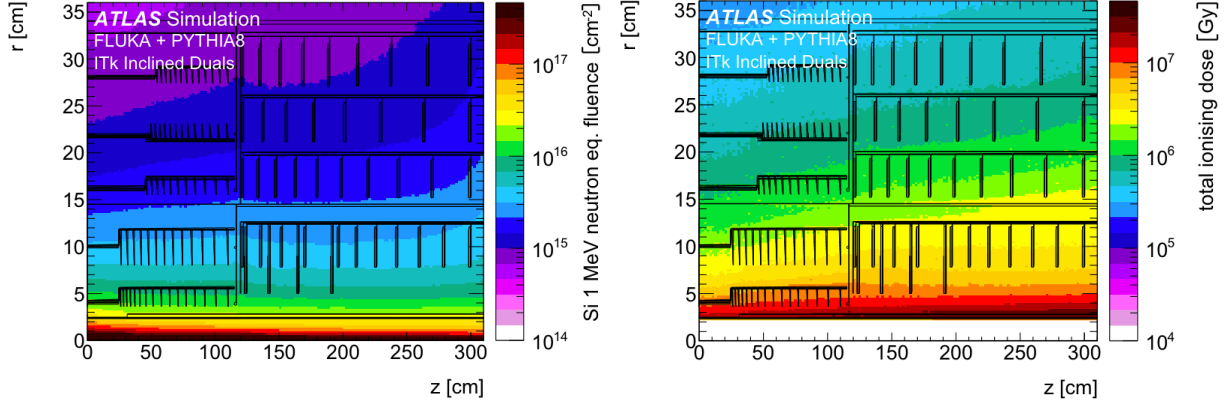 r [cm]
ATLAS Simulation
FLUKA + PYTHIA8
ITk Inclined Duals
35
30
25
20
15
10
5
0
0 50 100 150 200 250 300
z [cm]
10^17
10^16
10^15
10^14
Si 1 MeV neutron eq. fluence [cm^-2]
r [cm]
ATLAS Simulation
FLUKA + PYTHIA8
ITk Inclined Duals
35
30
25
20
15
10
5
0
0 50 100 150 200 250 300
z [cm]
10^7
10^6
10^5
10^4
total ionising dose [Gy]